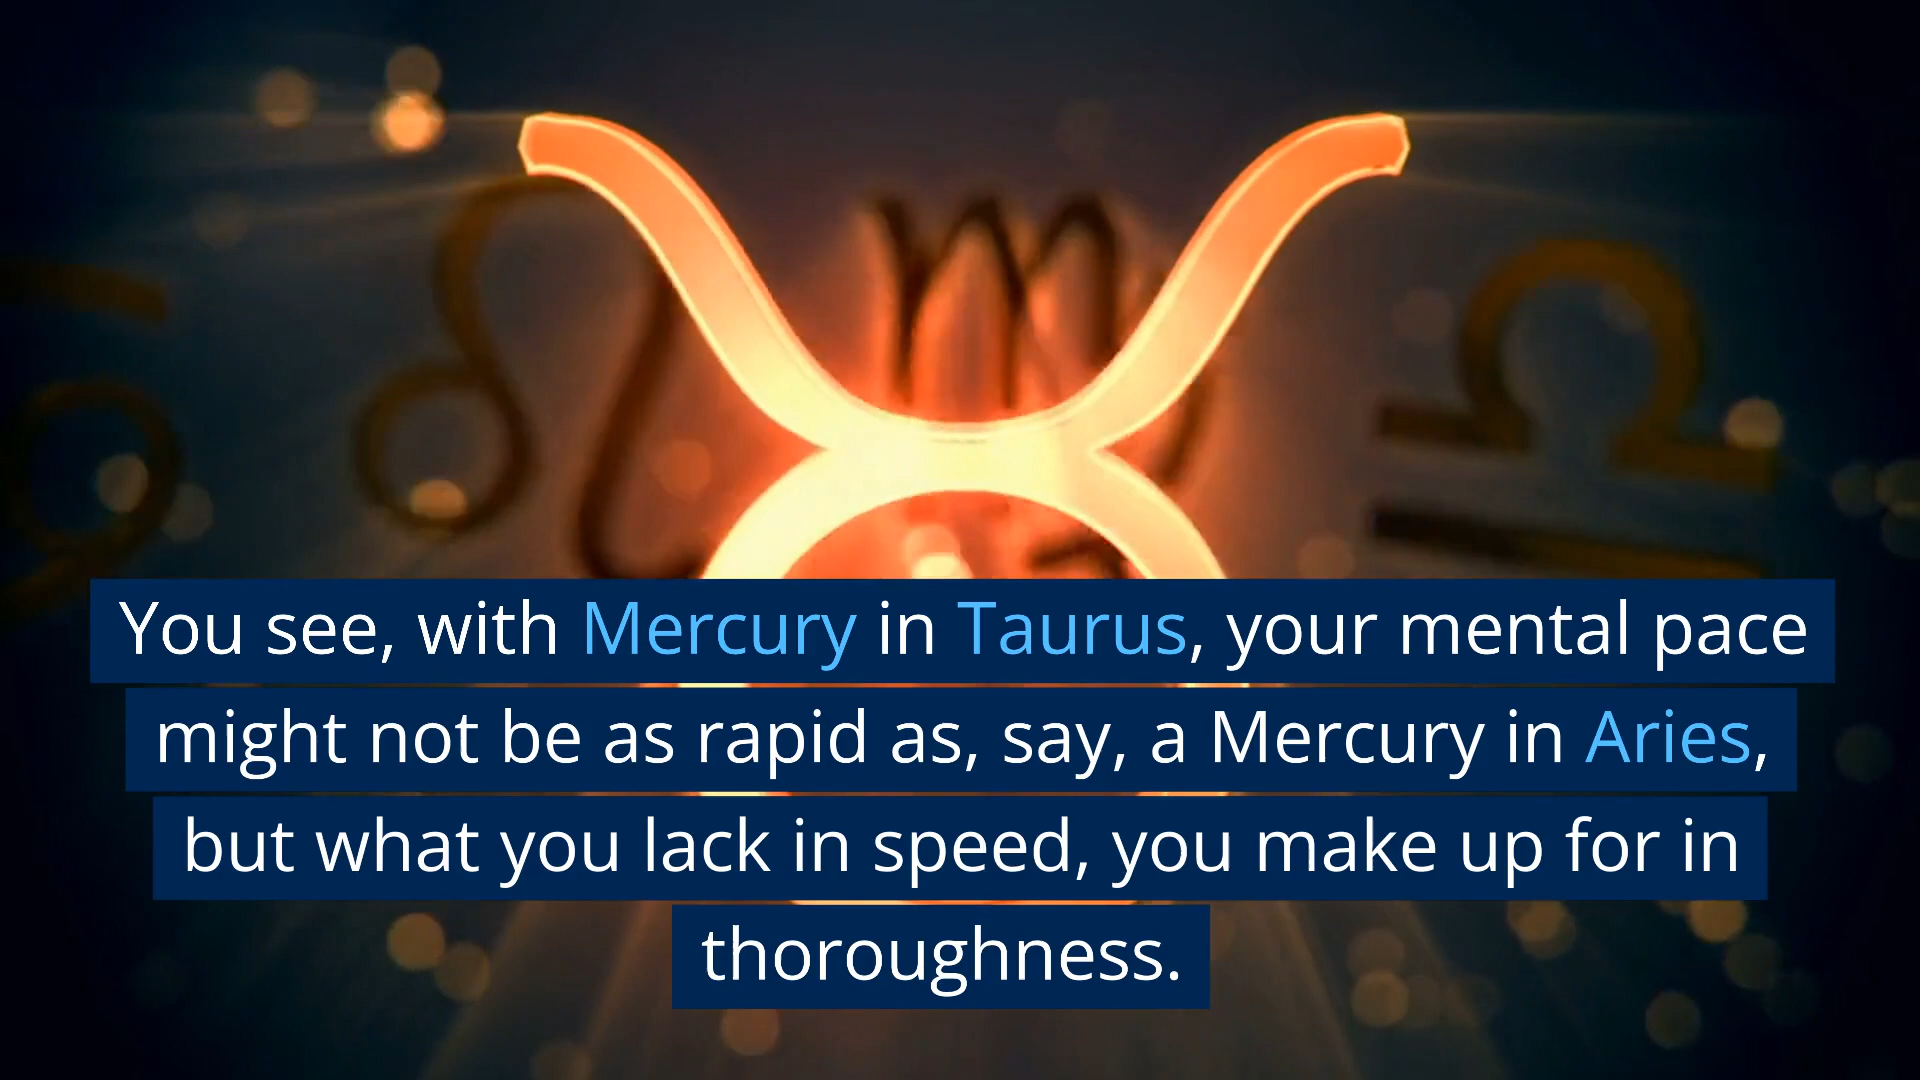 You see, with Mercury in Taurus, your mental pace
might not be as rapid as, say, a Mercury in Aries,
but what you lack in speed, you make up for in
thoroughness.